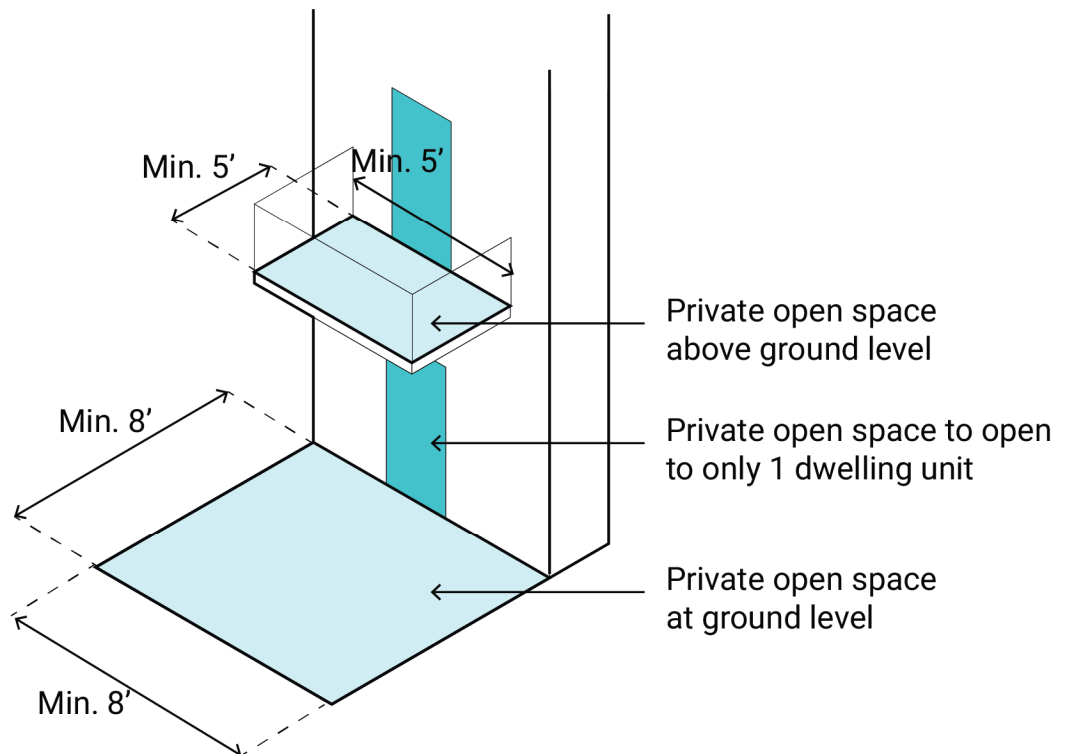 Min. 5’
Min. 5’
Private open space
above ground level
Min. 8’
Private open space to open
to only 1 dwelling unit
Private open space
at ground level
Min. 8’